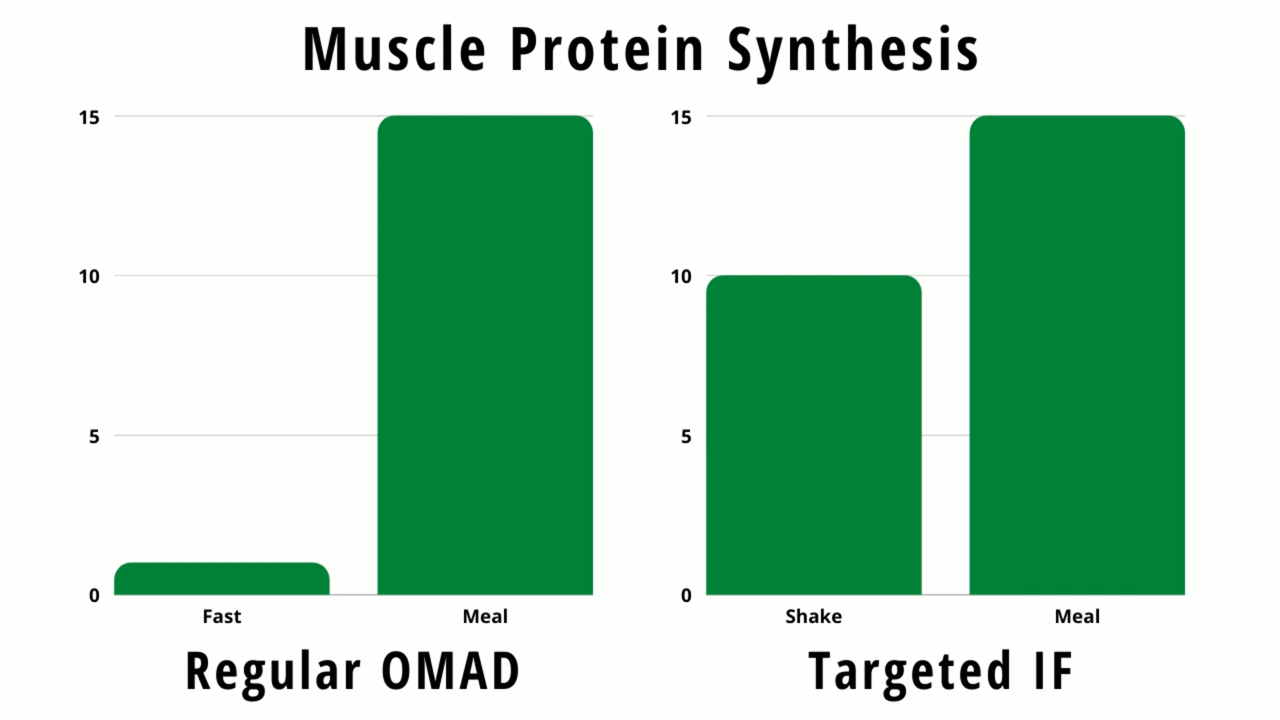 Muscle Protein Synthesis
15
10
5
0
Fast Meal
Regular OMAD
15
10
5
0
Shake Meal
Targeted IF